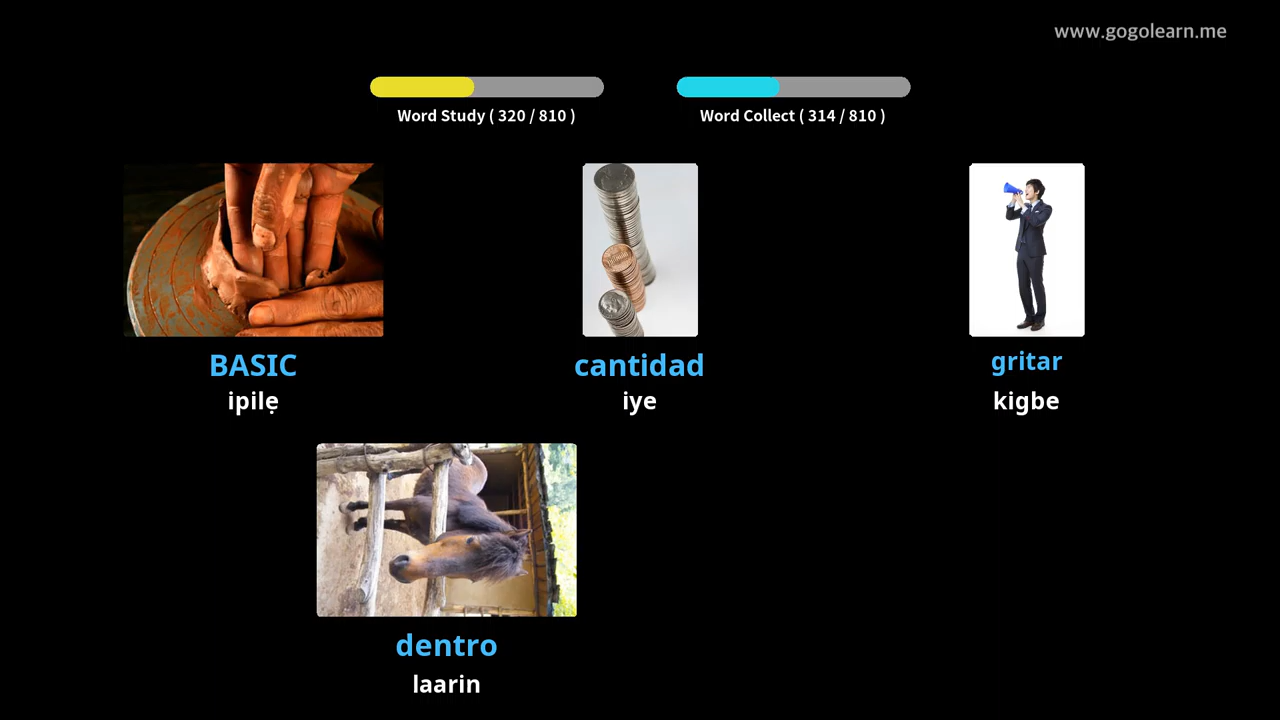 www.gogolearn.me
Word Study ( 320 / 810 )
Word Collect ( 314 / 810 )
BASIC
ipilẹ
cantidad
iye
gritar
kigbe
dentro
laarin